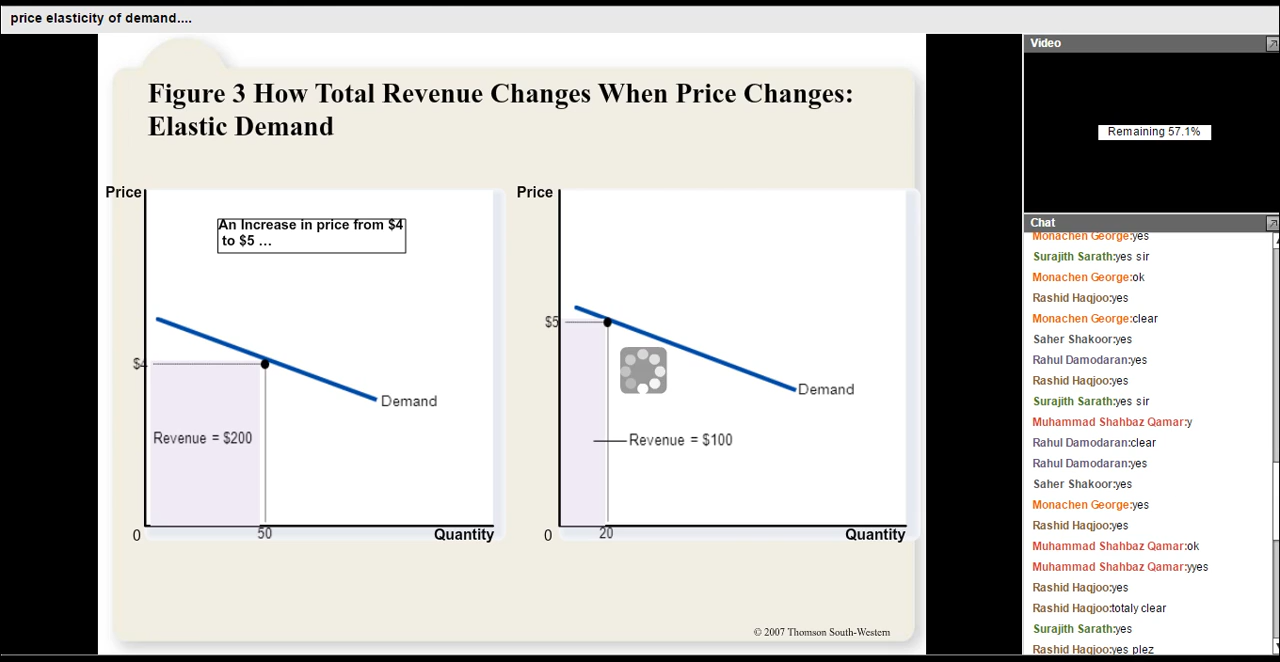 price elasticity of demand....
Figure 3 How Total Revenue Changes When Price Changes:
Elastic Demand
Price
An Increase in price from $4
to $5 ...
$4
Demand
Revenue = $200
0
50
Quantity
Price
$5
Demand
Revenue = $100
0
20
Quantity
© 2007 Thomson South-Western
Video
Remaining 57.1%
Chat
Monachen George:yes
Surajith Sarath:yes sir
Monachen George:ok
Rashid Haqjoo:yes
Monachen George:clear
Saher Shakoor:yes
Rahul Damodaran:yes
Rashid Haqjoo:yes
Surajith Sarath:yes sir
Muhammad Shahbaz Qamar:y
Rahul Damodaran:clear
Rahul Damodaran:yes
Saher Shakoor:yes
Monachen George:yes
Rashid Haqjoo:yes
Muhammad Shahbaz Qamar:ok
Muhammad Shahbaz Qamar:yyes
Rashid Haqjoo:yes
Rashid Haqjoo:totaly clear
Surajith Sarath:yes
Rashid Haqjoo:yes plez